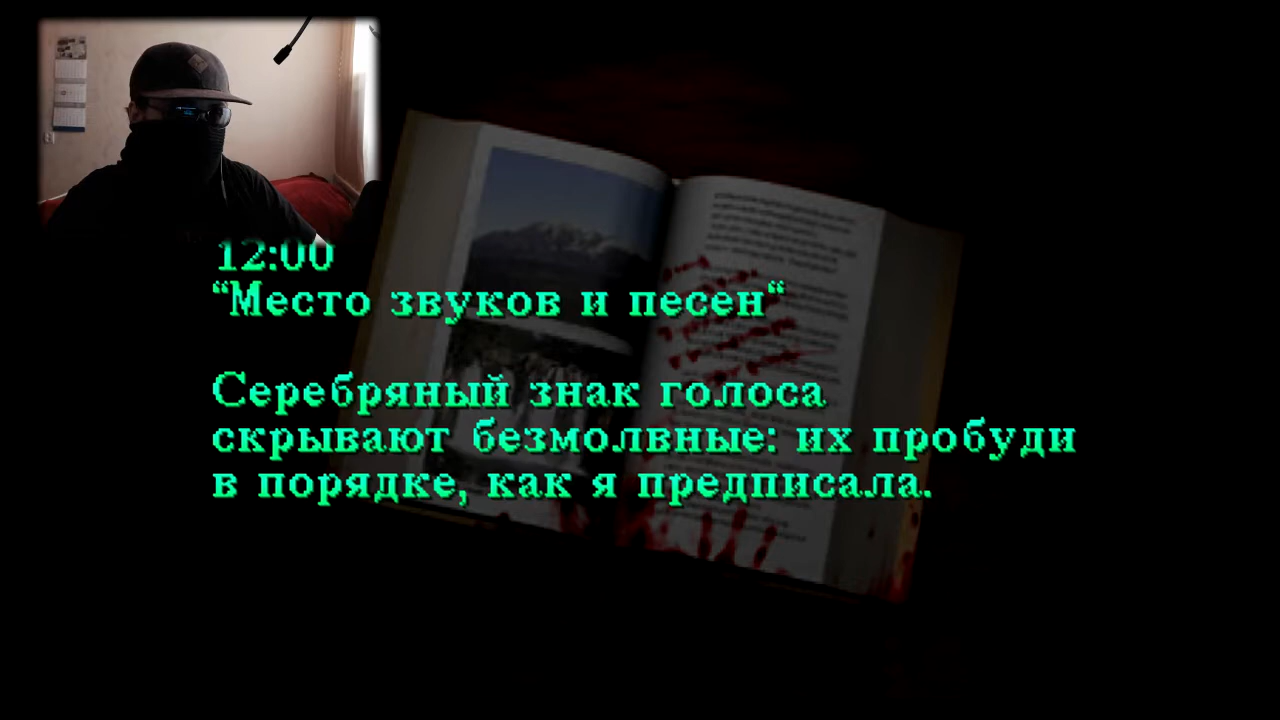 12:00
“Место звуков и песен“
Серебряный знак голоса
скрывают безмолвные: их пробуди
в порядке, как я предписала.